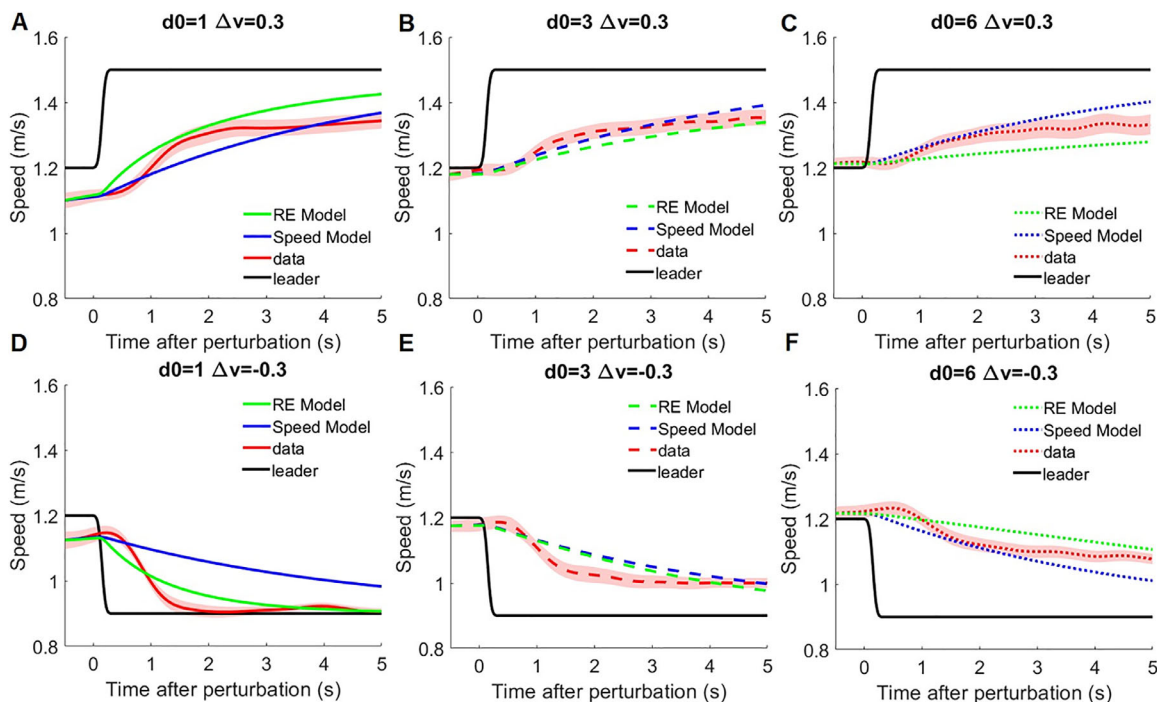 A
d0=1 Δv=0.3
1.6
1.4
1.2
1
0.8
Speed (m/s)
RE Model
Speed Model
data
leader
0 1 2 3 4 5
Time after perturbation (s)
B
d0=3 Δv=0.3
1.6
1.4
1.2
1
0.8
Speed (m/s)
RE Model
Speed Model
data
leader
0 1 2 3 4 5
Time after perturbation (s)
C
d0=6 Δv=0.3
1.6
1.4
1.2
1
0.8
Speed (m/s)
RE Model
Speed Model
data
leader
0 1 2 3 4 5
Time after perturbation (s)
D
d0=1 Δv=-0.3
1.6
1.4
1.2
1
0.8
Speed (m/s)
RE Model
Speed Model
data
leader
0 1 2 3 4 5
Time after perturbation (s)
E
d0=3 Δv=-0.3
1.6
1.4
1.2
1
0.8
Speed (m/s)
RE Model
Speed Model
data
leader
0 1 2 3 4 5
Time after perturbation (s)
F
d0=6 Δv=-0.3
1.6
1.4
1.2
1
0.8
Speed (m/s)
RE Model
Speed Model
data
leader
0 1 2 3 4 5
Time after perturbation (s)